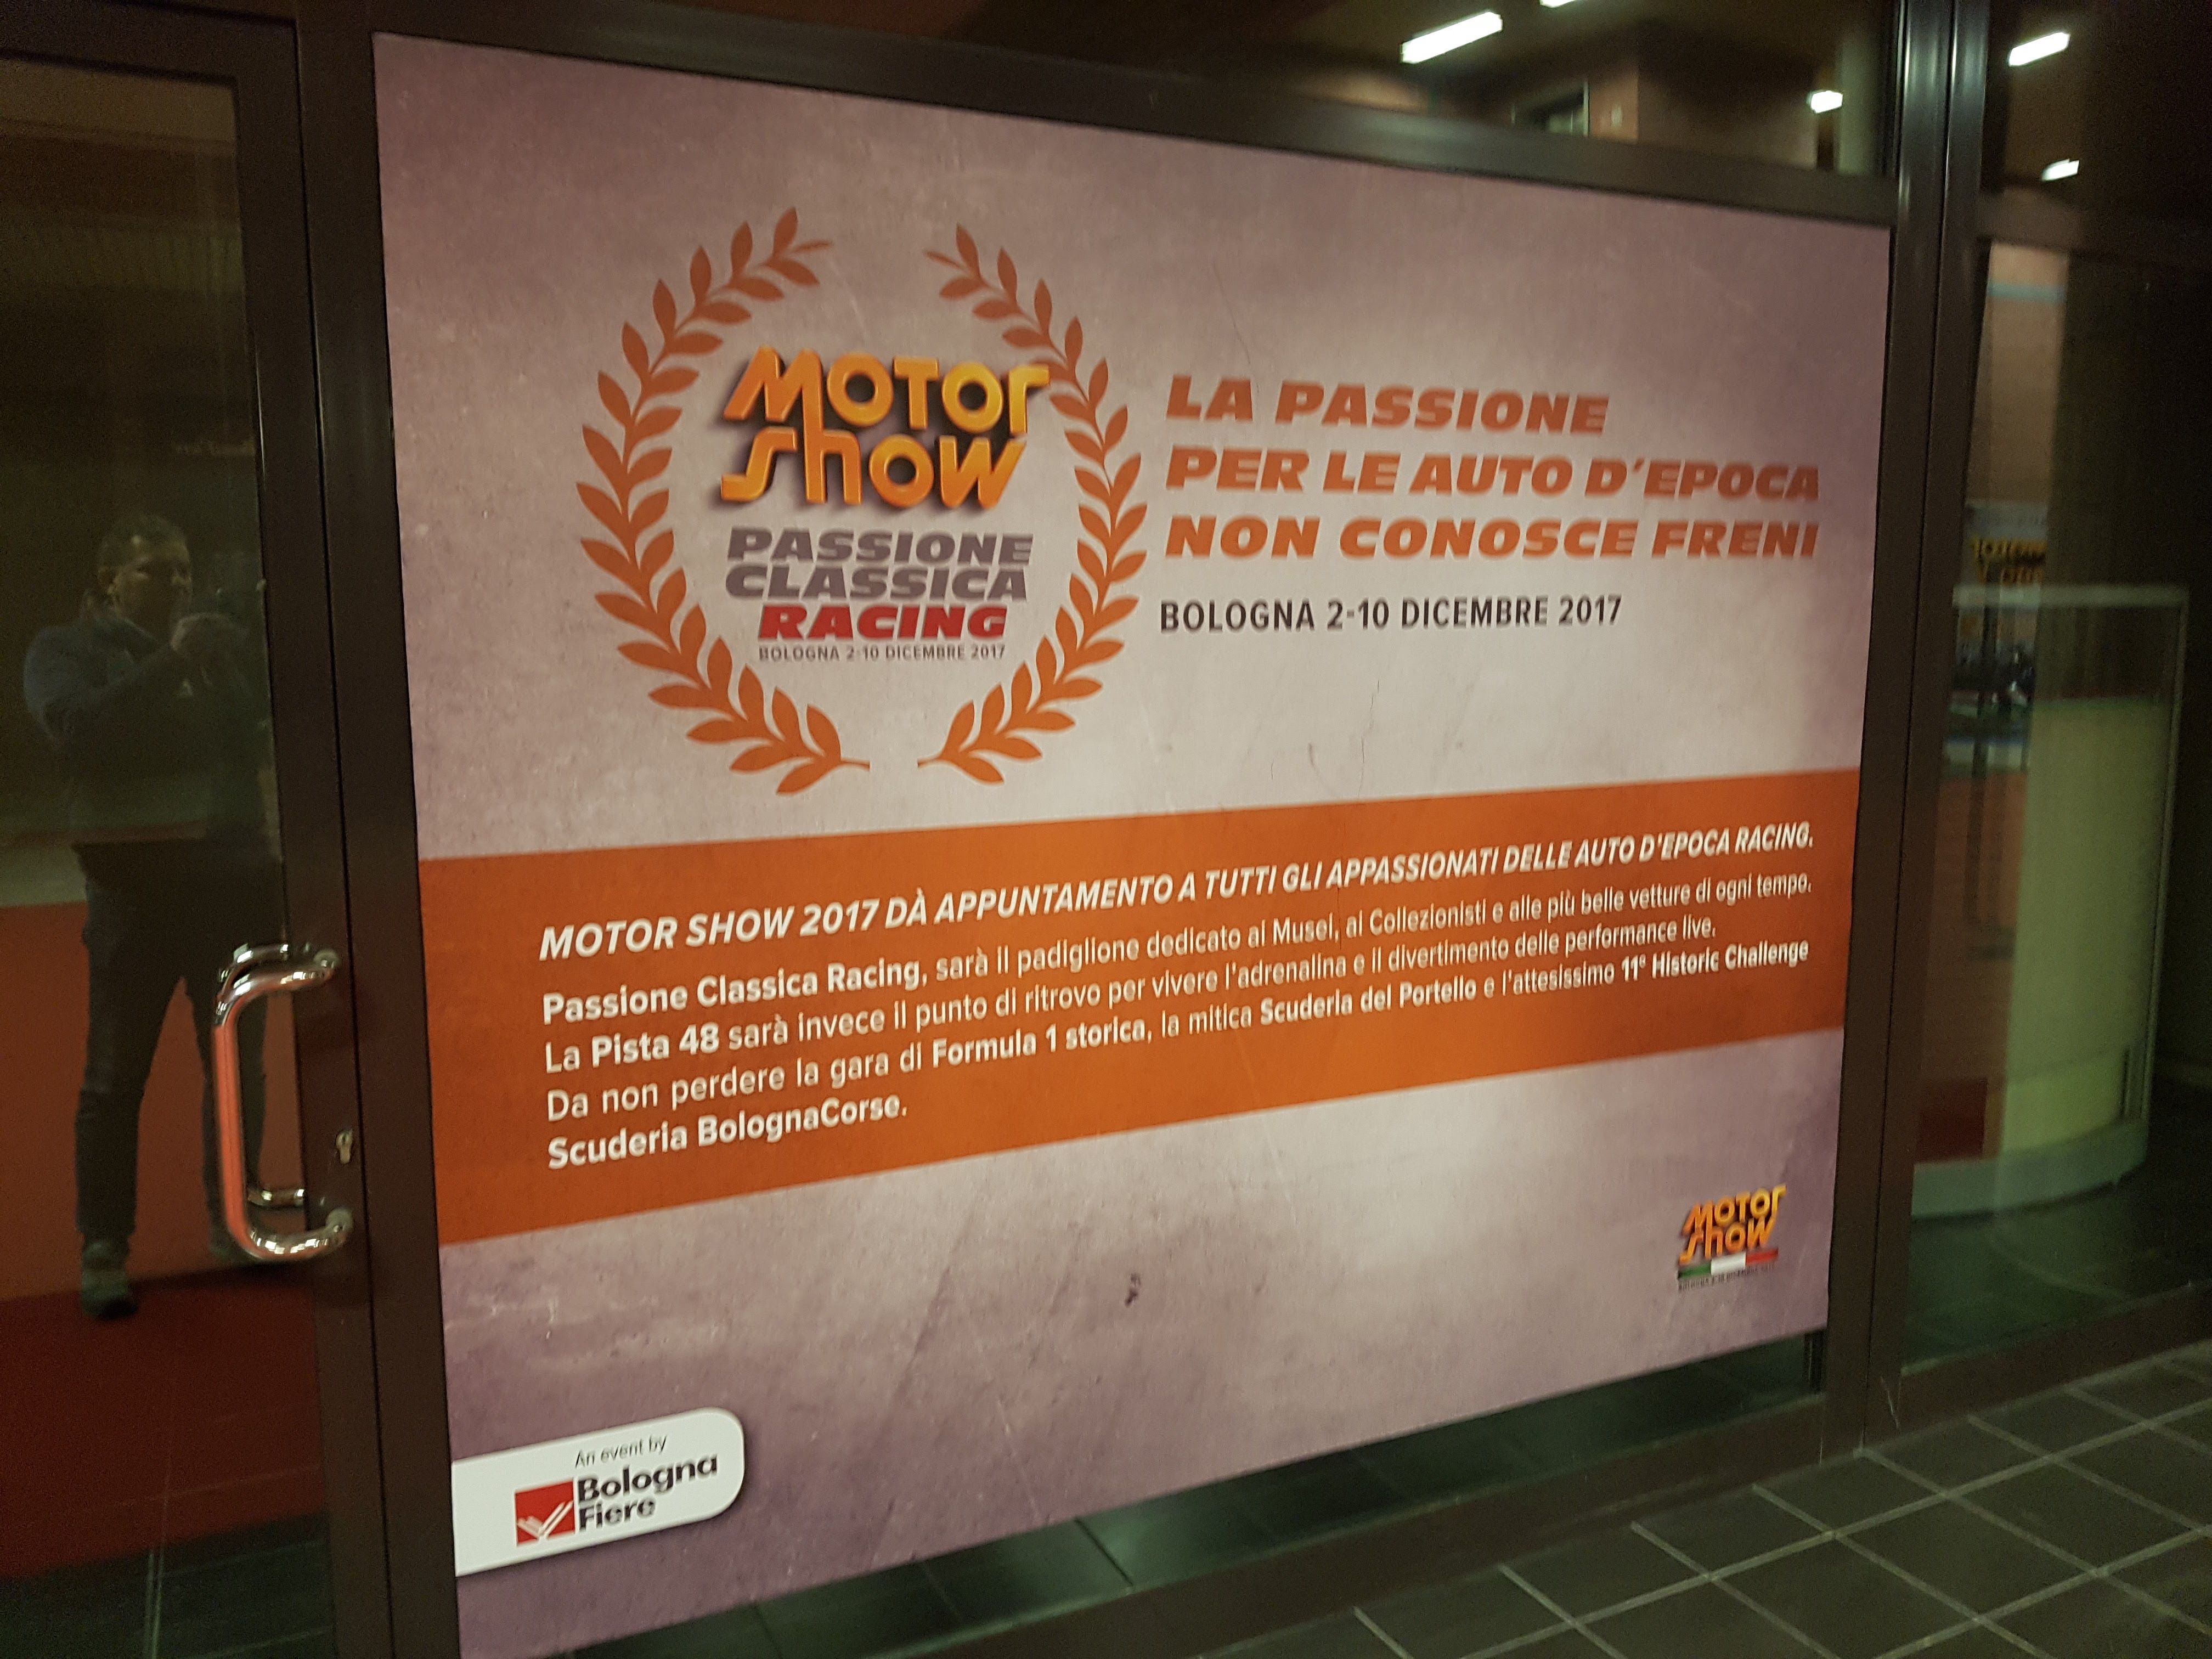 MOTOR
SHOW
PASSIONE
CLASSICA
RACING
BOLOGNA 2-10 DICEMBRE 2017
LA PASSIONE
PER LE AUTO D'EPOCA
NON CONOSCE FRENI
BOLOGNA 2-10 DICEMBRE 2017
MOTOR SHOW 2017 DÀ APPUNTAMENTO A TUTTI GLI APPASSIONATI DELLE AUTO D'EPOCA RACING.
Passione Classica Racing, sarà il padiglione dedicato ai Musei, ai Collezionisti e alle più belle vetture di ogni tempo.
La Pista 48 sarà invece il punto di ritrovo per vivere l'adrenalina e il divertimento delle performance live.
Da non perdere la gara di Formula 1 storica, la mitica Scuderia del Portello e l'attesissimo 11° Historic Challenge
Scuderia BolognaCorse.
MOTOR
SHOW
An event by
Bologna
Fiere